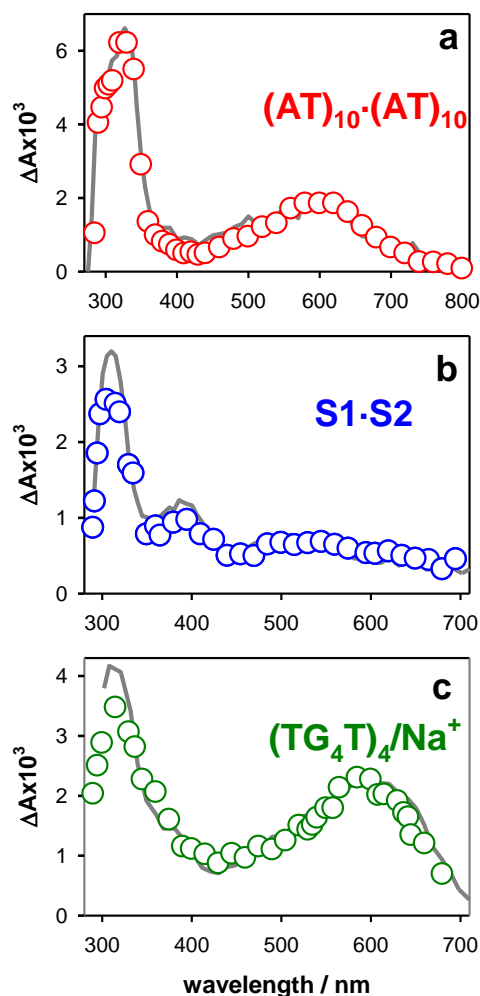 a
6
(AT)₁₀·(AT)₁₀
4
ΔAx10³
2
0
300 400 500 600 700 800
b
3
S1·S2
2
ΔAx10³
1
0
300 400 500 600 700
c
4
(TG₄T)₄/Na⁺
3
ΔAx10³
2
1
0
300 400 500 600 700
wavelength / nm